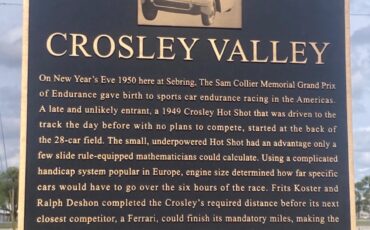 CROSLEY VALLEY
On New Year's Eve 1950 here at Sebring, The Sam Collier Memorial Grand Prix
of Endurance gave birth to sports car endurance racing in the Americas.
A late and unlikely entrant, a 1949 Crosley Hot Shot that was driven to the
track the day before with no plans to compete, started at the back of
the 28-car field. The small, underpowered Hot Shot had an advantage only a
few slide rule-equipped mathematicians could calculate. Using a complicated
handicap system popular in Europe, engine size determined how far specific
cars would have to go over the six hours of the race. Frits Koster and
Ralph Deshon completed the Crosley's required distance before its next
closest competitor, a Ferrari, could finish its mandatory miles, making the